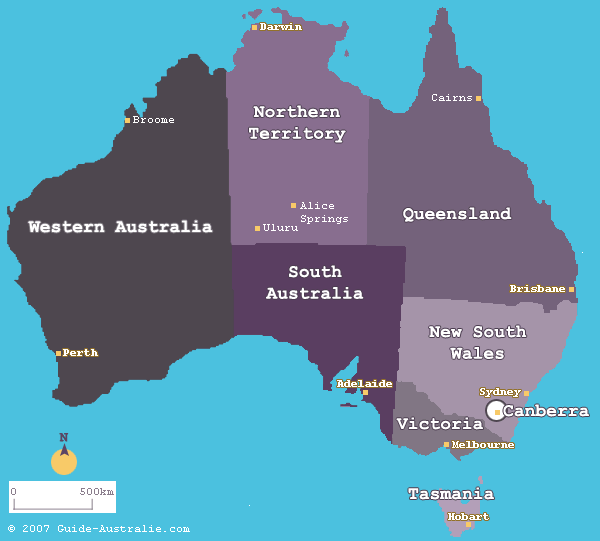 Darwin
Cairns
Northern
Territory
Broome
Alice
Springs
Queensland
Western Australia
Uluru
South
Australia
Brisbane
New South
Wales
Perth
Adelaide
Sydney
Canberra
Victoria
Melbourne
N
0 500km
Tasmania
Hobart
© 2007 Guide-Australie.com